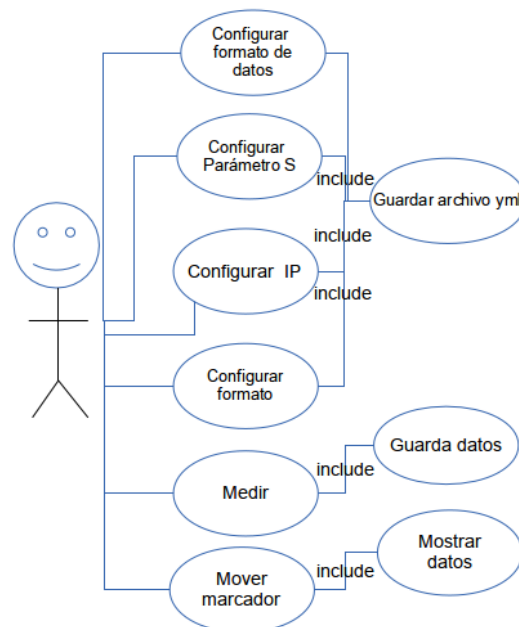 Configurar
formato de
datos
Configurar
Parámetro S
include
Guardar archivo yml
include
Configurar IP
include
Configurar
formato
Guarda datos
include
Medir
Mostrar
datos
include
Mover
marcador